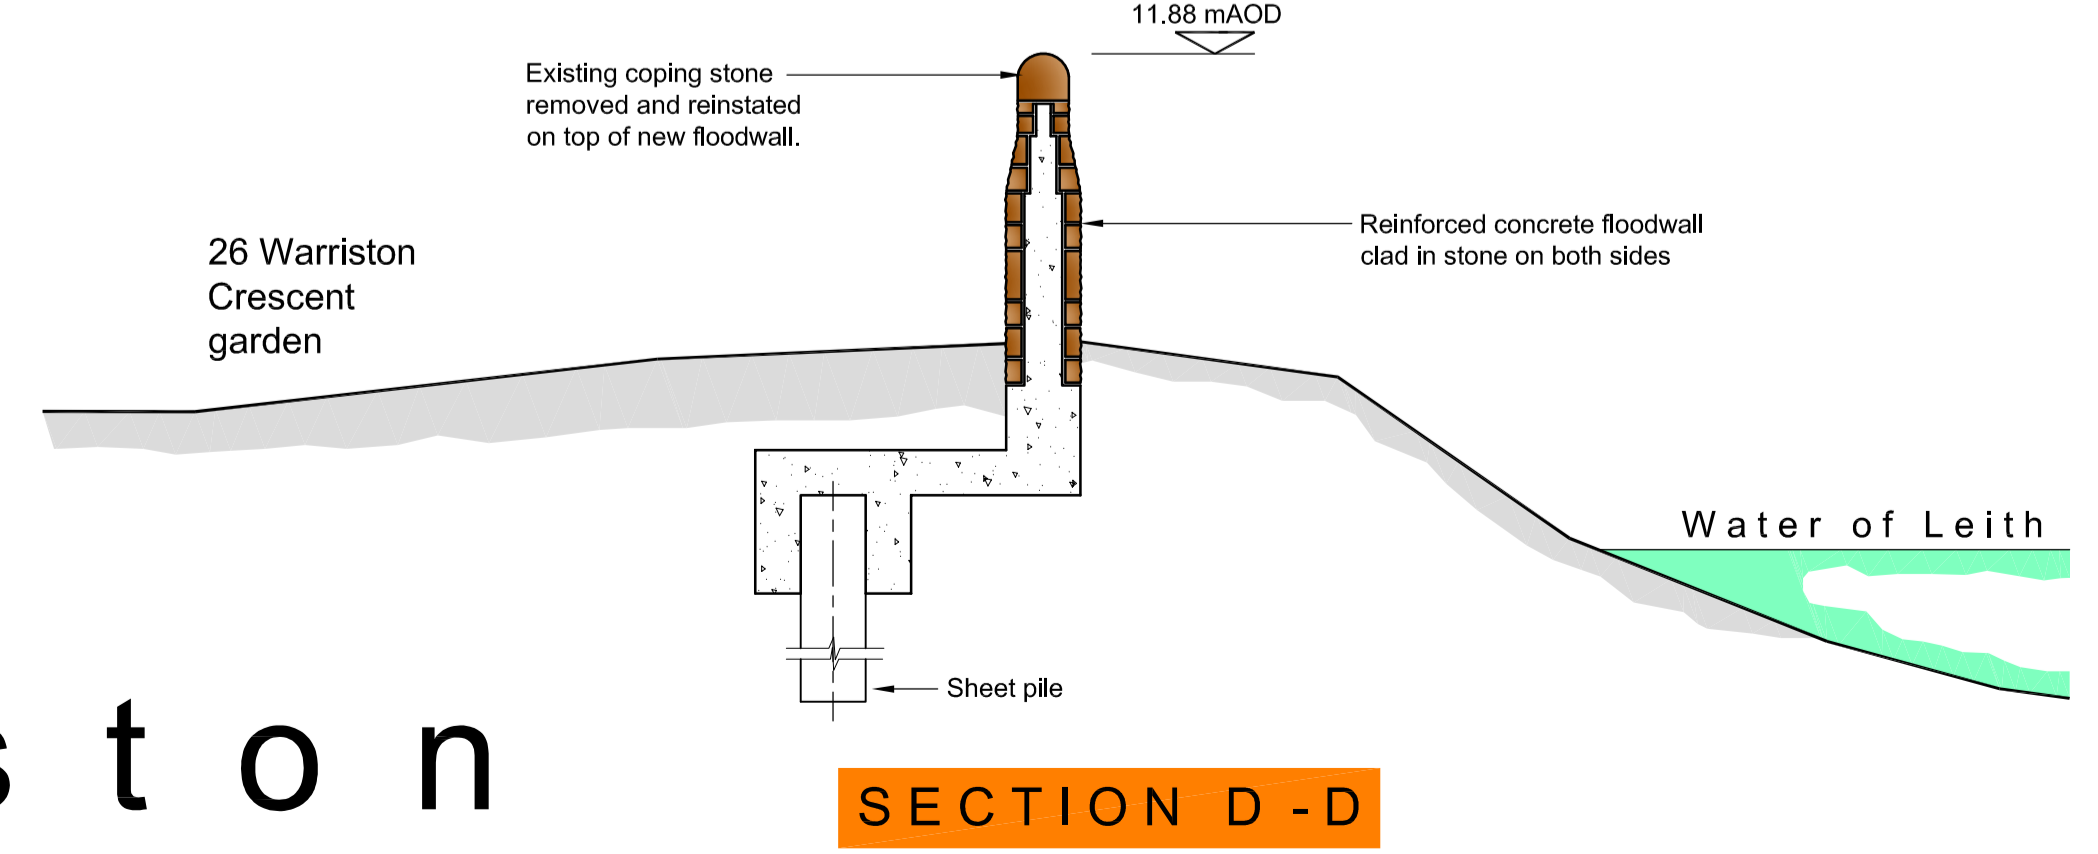 11.88 mAOD
Existing coping stone
removed and reinstated
on top of new floodwall.
Reinforced concrete floodwall
clad in stone on both sides
26 Warriston
Crescent
garden
Water of Leith
Sheet pile
ston
SECTION D-D